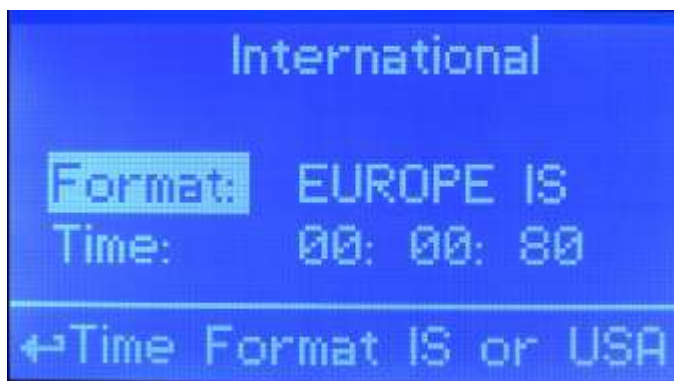 International
Format: EUROPE IS
Time: 00: 00: 80
↵Time Format IS or USA